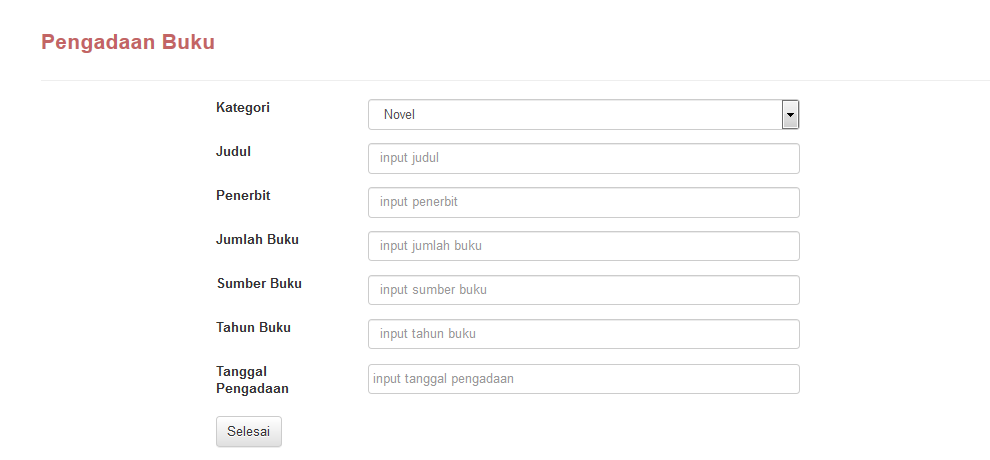 Pengadaan Buku
Kategori
Novel
Judul
input judul
Penerbit
input penerbit
Jumlah Buku
input jumlah buku
Sumber Buku
input sumber buku
Tahun Buku
input tahun buku
Tanggal
Pengadaan
input tanggal pengadaan
Selesai